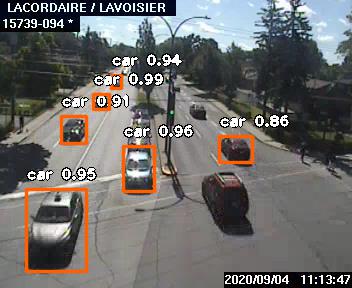 LACORDAIRE / LAVOISIER
15739-094 *
car 0.94
car 0.99
car 0.91
car 0.96
car 0.86
car 0.95
2020/09/04 11:13:47